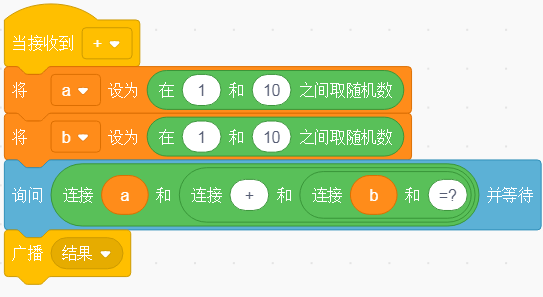 当接收到 +
将 a 设为 在 1 和 10 之间取随机数
将 b 设为 在 1 和 10 之间取随机数
询问 连接 a 和 连接 + 和 连接 b 和 =? 并等待
广播 结果